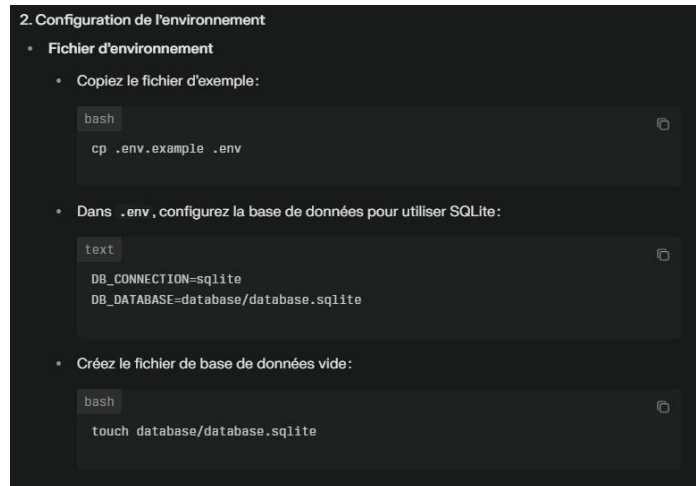 2. Configuration de l'environnement
• Fichier d'environnement
• Copiez le fichier d'exemple :
bash
cp .env.example .env
• Dans .env, configurez la base de données pour utiliser SQLite :
text
DB_CONNECTION=sqlite
DB_DATABASE=database/database.sqlite
• Créez le fichier de base de données vide :
bash
touch database/database.sqlite